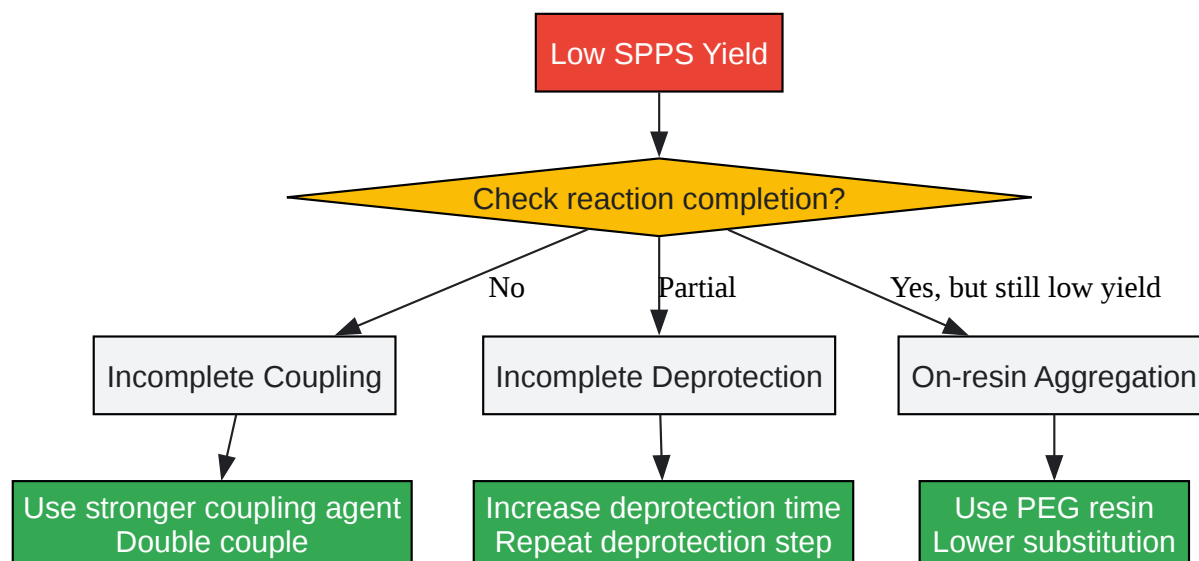 Low SPPS Yield
Check reaction completion?
No
Partial
Yes, but still low yield
Incomplete Coupling
Incomplete Deprotection
On-resin Aggregation
Use stronger coupling agent
Double couple
Increase deprotection time
Repeat deprotection step
Use PEG resin
Lower substitution